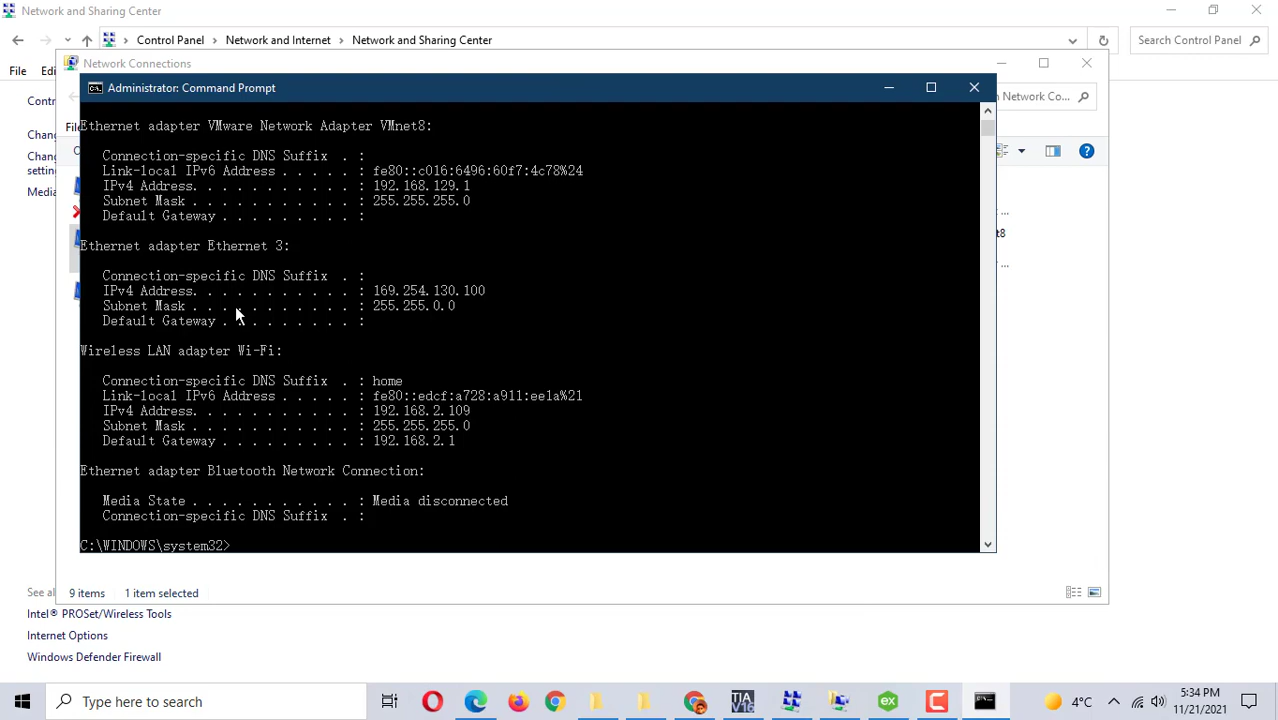 Network and Sharing Center
Control Panel
Network and Internet
Network and Sharing Center
Search Control Panel
File
Network Connections
Administrator: Command Prompt
Ethernet adapter VMware Network Adapter VMnet8:
Connection-specific DNS Suffix . :
Link-local IPv6 Address . . . . . : fe80::c016:6496:60f7:4c78%24
IPv4 Address. . . . . . . . . . . : 192.168.129.1
Subnet Mask . . . . . . . . . . . : 255.255.255.0
Default Gateway . . . . . . . . . :
Ethernet adapter Ethernet 3:
Connection-specific DNS Suffix . :
IPv4 Address. . . . . . . . . . . : 169.254.130.100
Subnet Mask . . . . . . . . . . . : 255.255.0.0
Default Gateway . . . . . . . . . :
Wireless LAN adapter Wi-Fi:
Connection-specific DNS Suffix . : home
Link-local IPv6 Address . . . . . : fe80::edcf:a728:a911:ee1a%21
IPv4 Address. . . . . . . . . . . : 192.168.2.109
Subnet Mask . . . . . . . . . . . : 255.255.255.0
Default Gateway . . . . . . . . . : 192.168.2.1
Ethernet adapter Bluetooth Network Connection:
Media State . . . . . . . . . . . : Media disconnected
Connection-specific DNS Suffix . :
C:\WINDOWS\system32>
Network Co...
9 items
1 item selected
See
Intel® PROSet/Wireless Tools
Internet Options
Windows Defender Firewall
Type here to search
TIA
V16
EX
4°C
5:34 PM
11/21/2021